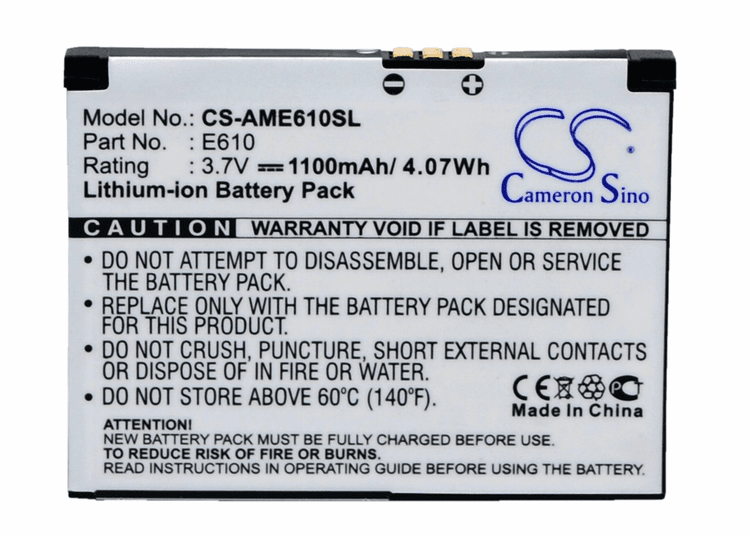 Model No.: CS-AME610SL
Part No. : E610
Rating : 3.7V 1100mAh/ 4.07Wh
Lithium-ion Battery Pack
CS
Cameron Sino
CAUTION WARRANTY VOID IF LABEL IS REMOVED
• DO NOT ATTEMPT TO DISASSEMBLE, OPEN OR SERVICE
THE BATTERY PACK.
• REPLACE ONLY WITH THE BATTERY PACK DESIGNATED
FOR THIS PRODUCT.
• DO NOT CRUSH, PUNCTURE, SHORT EXTERNAL CONTACTS
OR DISPOSE OF IN FIRE OR WATER.
• DO NOT STORE ABOVE 60°C (140°F).
CE
Made In China
ATTENTION:
NEW BATTERY PACK MUST BE FULLY CHARGED BEFORE USE.
TO REDUCE RISK OF FIRE OR BURNS.
READ INSTRUCTION IN OPERATING GUIDE BEFORE USING THE BATTERY.